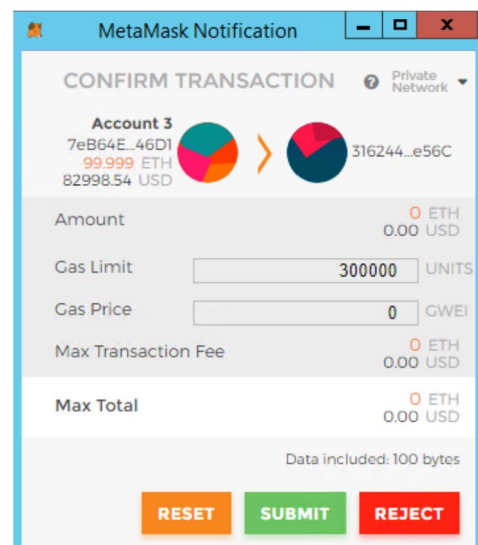 MetaMask Notification
CONFIRM TRANSACTION ? Private Network
Account 3
7eB64E...46D1
99.999 ETH
82998.54 USD
316244...e56C
Amount 0 ETH
0.00 USD
Gas Limit 300000 UNITS
Gas Price 0 GWEI
Max Transaction Fee 0 ETH
0.00 USD
Max Total 0 ETH
0.00 USD
Data included: 100 bytes
RESET SUBMIT REJECT